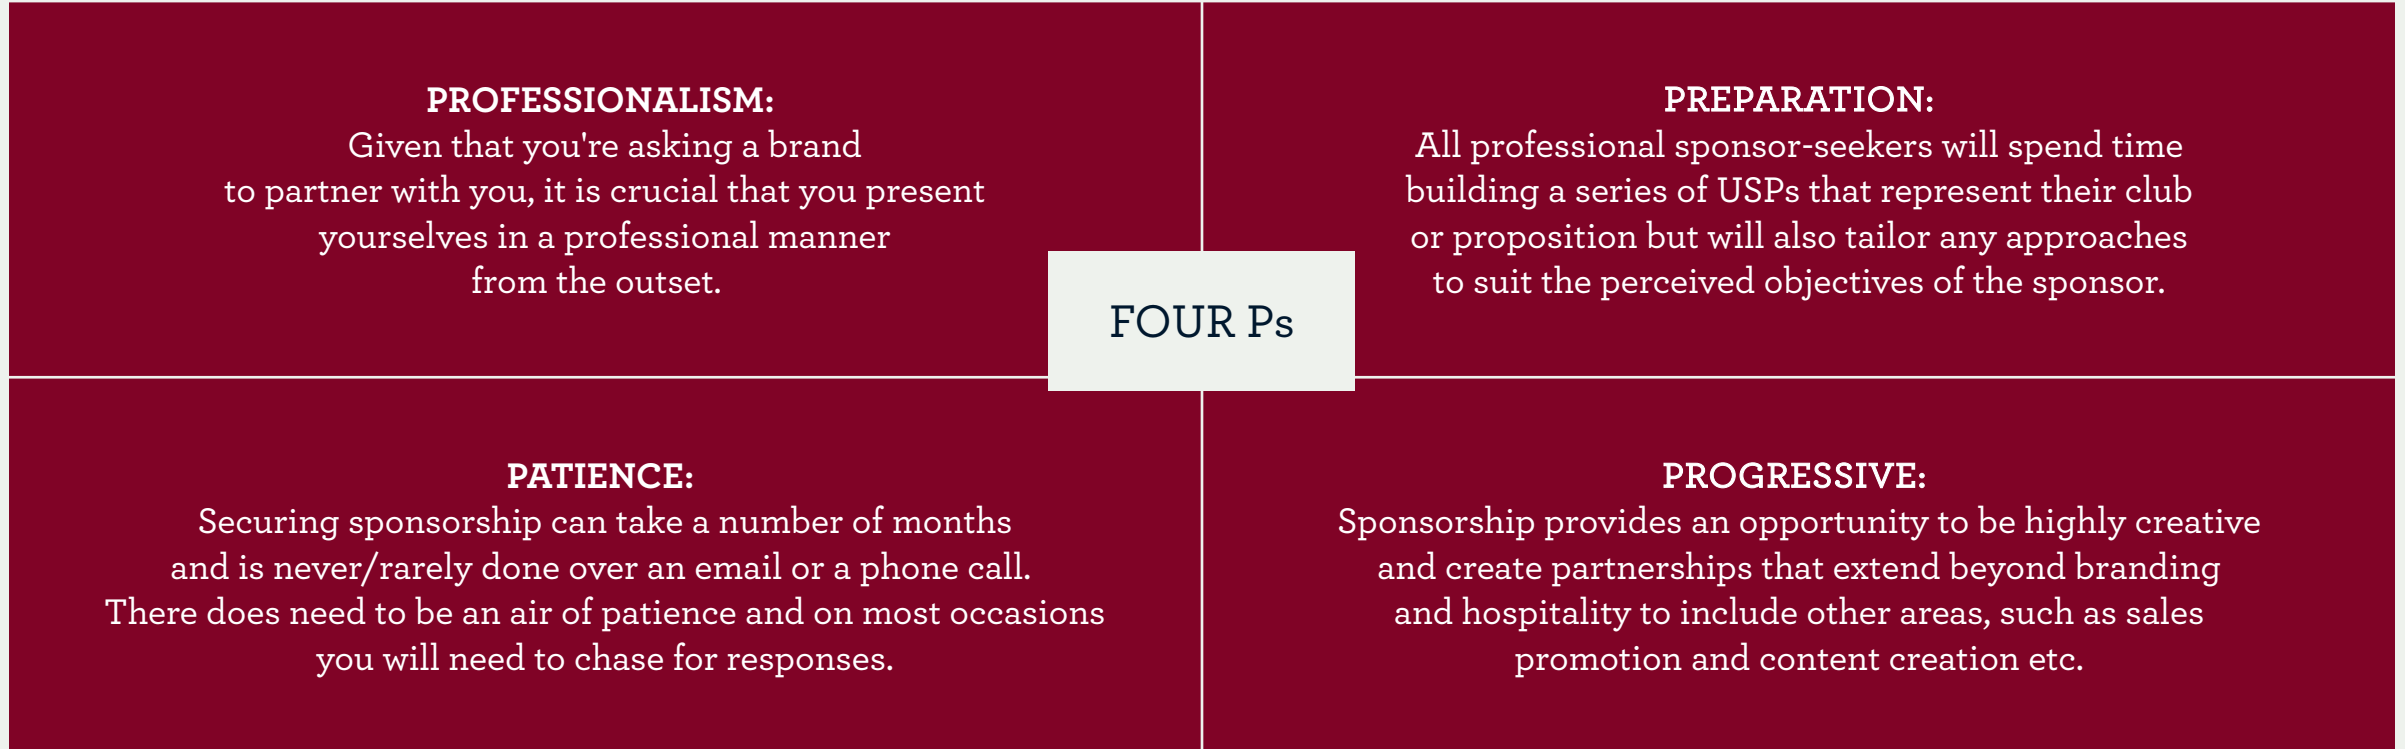 PROFESSIONALISM:
Given that you're asking a brand
to partner with you, it is crucial that you present
yourselves in a professional manner
from the outset.
PREPARATION:
All professional sponsor-seekers will spend time
building a series of USPs that represent their club
or proposition but will also tailor any approaches
to suit the perceived objectives of the sponsor.
FOUR Ps
PATIENCE:
Securing sponsorship can take a number of months
and is never/rarely done over an email or a phone call.
There does need to be an air of patience and on most occasions
you will need to chase for responses.
PROGRESSIVE:
Sponsorship provides an opportunity to be highly creative
and create partnerships that extend beyond branding
and hospitality to include other areas, such as sales
promotion and content creation etc.